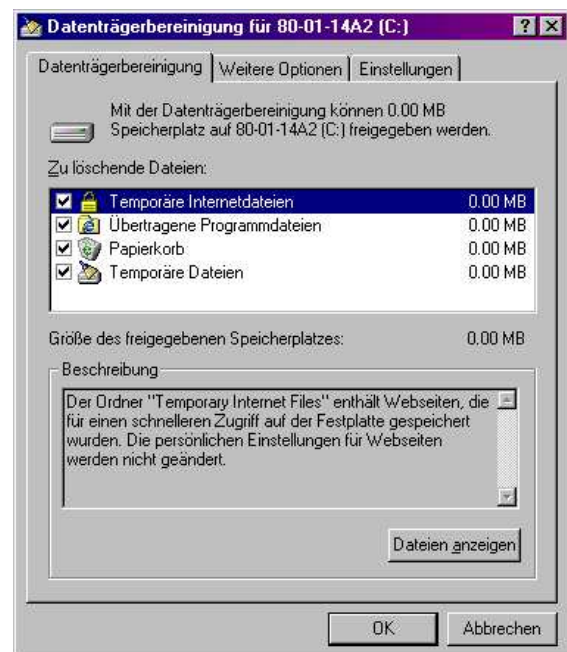 Datenträgerbereinigung für 80-01-14A2 (C:)
Datenträgerbereinigung Weitere Optionen Einstellungen
Mit der Datenträgerbereinigung können 0.00 MB
Speicherplatz auf 80-01-14A2 (C:) freigegeben werden.
Zu löschende Dateien:
Temporäre Internetdateien 0.00 MB
Übertragene Programmdateien 0.00 MB
Papierkorb 0.00 MB
Temporäre Dateien 0.00 MB
Größe des freigegebenen Speicherplatzes: 0.00 MB
Beschreibung
Der Ordner "Temporary Internet Files" enthält Webseiten, die
für einen schnelleren Zugriff auf der Festplatte gespeichert
wurden. Die persönlichen Einstellungen für Webseiten
werden nicht geändert.
Dateien anzeigen
OK Abbrechen